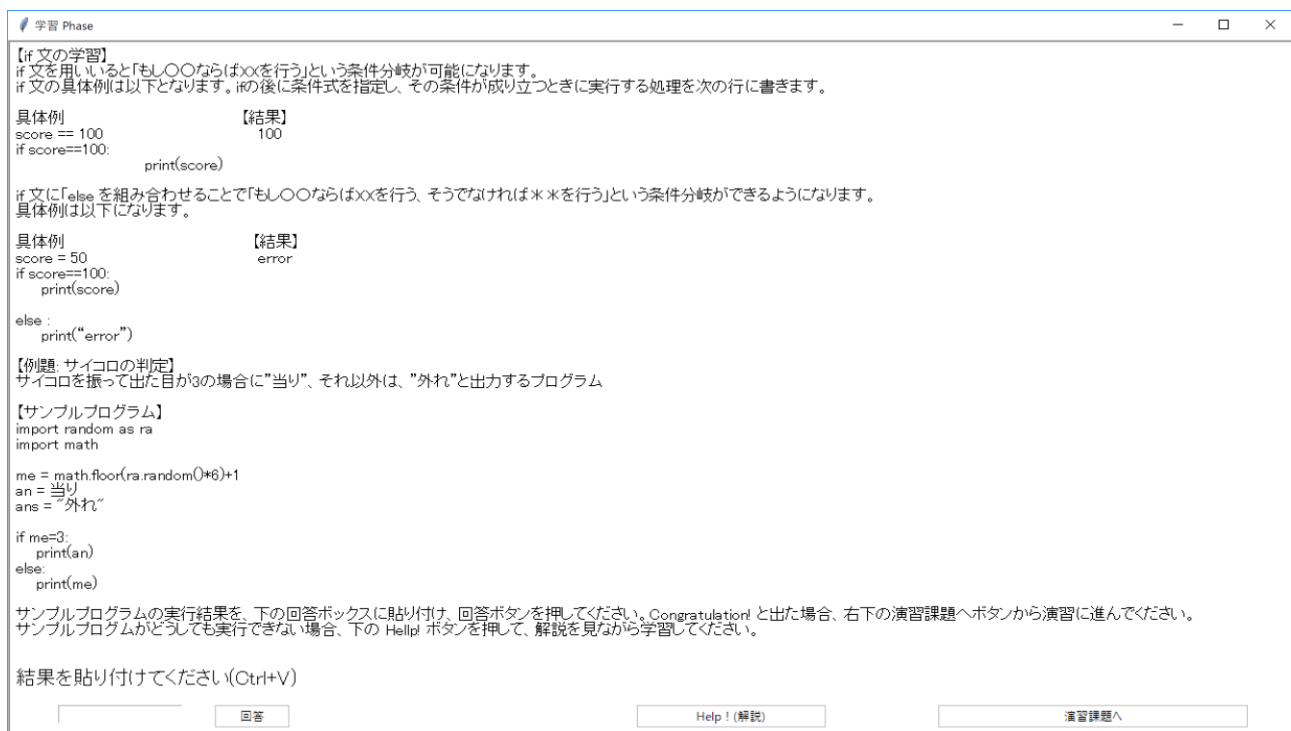 学習 Phase
【if 文の学習】
if 文を用いいると「もし〇〇ならば××を行う」という条件分岐が可能になります。
if 文の具体例は以下となります。ifの後に条件式を指定し、その条件が成り立つときに実行する処理を次の行に書きます。
具体例 【結果】
score == 100 100
if score==100:
print(score)
if 文に「else を組み合わせることで「もし〇〇ならば××を行う、そうでなければ＊＊を行う」という条件分岐ができるようになります。
具体例は以下になります。
具体例 【結果】
score = 50 error
if score==100:
print(score)
else :
print(“error”)
【例題: サイコロの判定】
サイコロを振って出た目が3の場合に”当り”、それ以外は、”外れ”と出力するプログラム
【サンプルプログラム】
import random as ra
import math
me = math.floor(ra.random()*6)+1
an = 当り
ans = ″外れ″
if me=3:
print(an)
else:
print(me)
サンプルプログラムの実行結果を、下の回答ボックスに貼り付け、回答ボタンを押してください。Congratulation! と出た場合、右下の演習課題へボタンから演習に進んでください。
サンプルプログムがどうしても実行できない場合、下の Hellp! ボタンを押して、解説を見ながら学習してください。
結果を貼り付けてください(Ctrl+V)
回答 Help！(解説) 演習課題へ